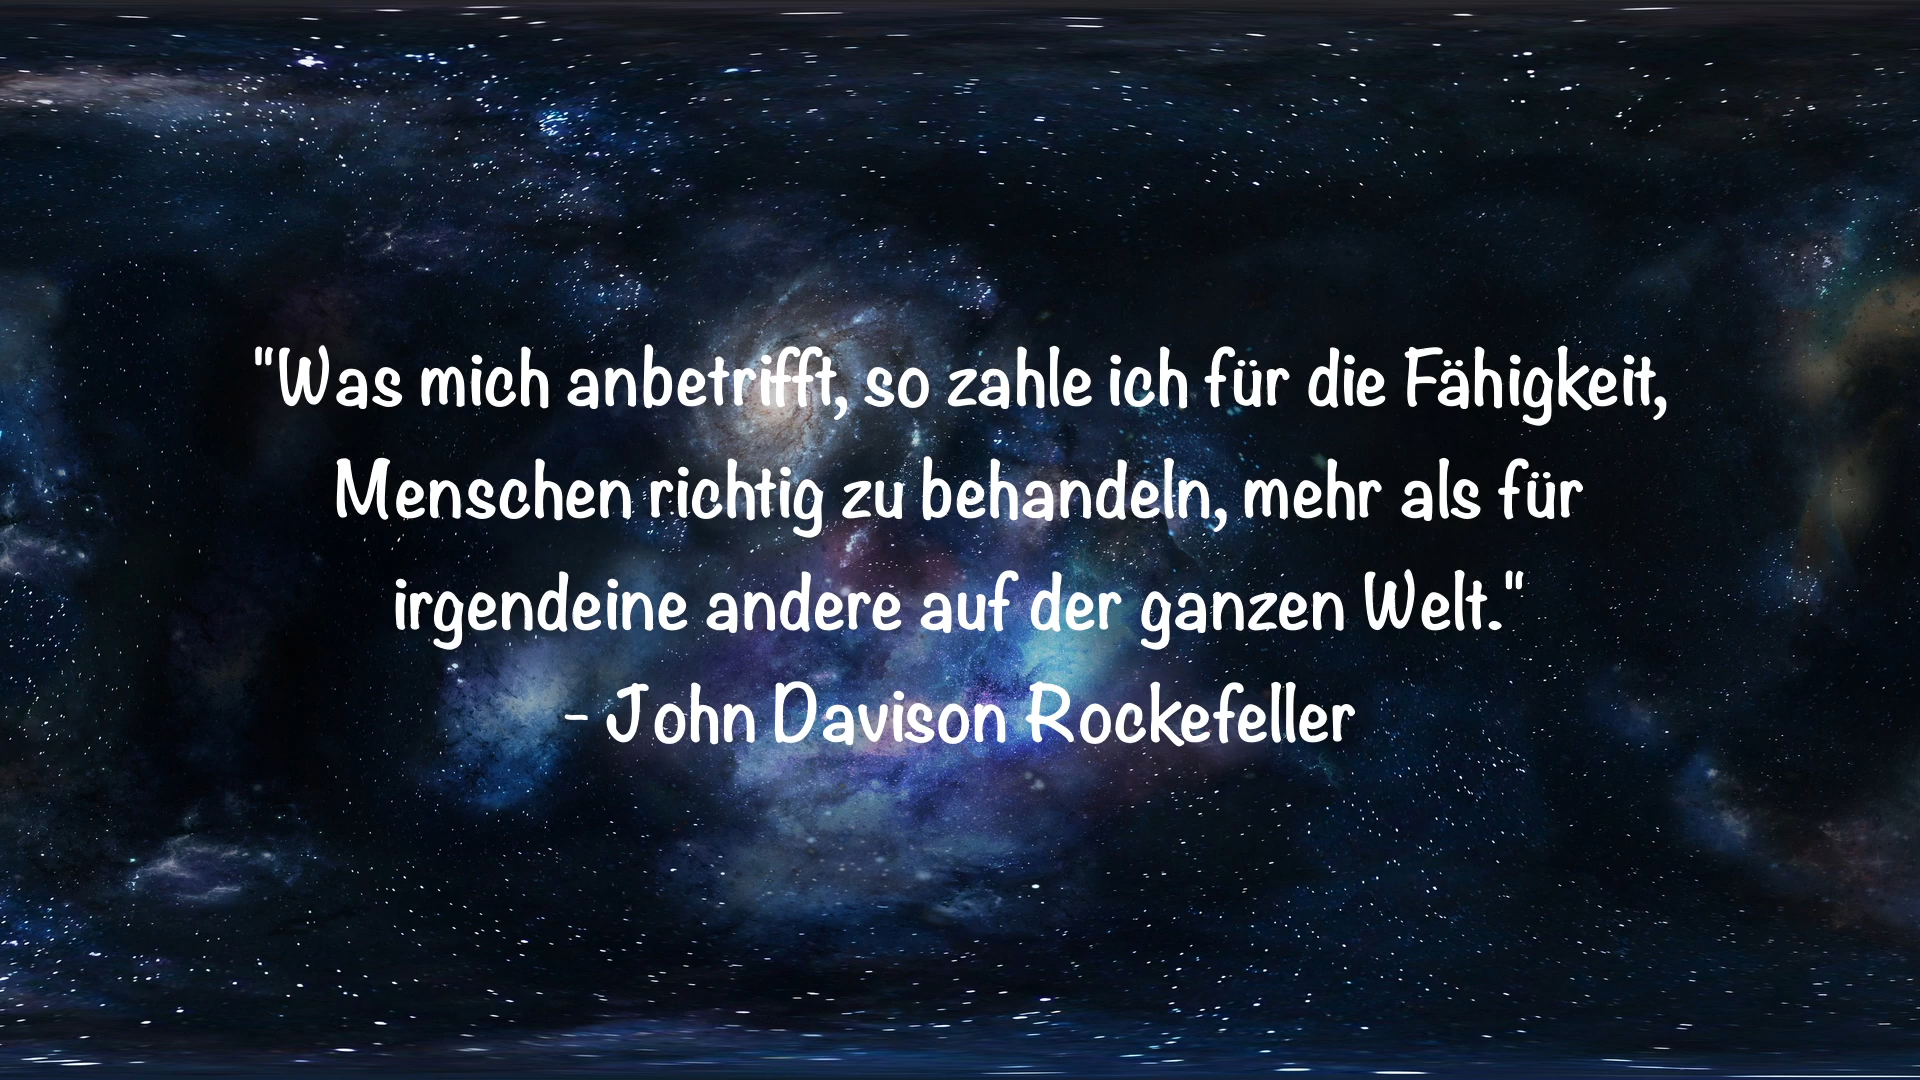 "Was mich anbetrifft, so zahle ich für die Fähigkeit,
Menschen richtig zu behandeln, mehr als für
irgendeine andere auf der ganzen Welt."
- John Davison Rockefeller